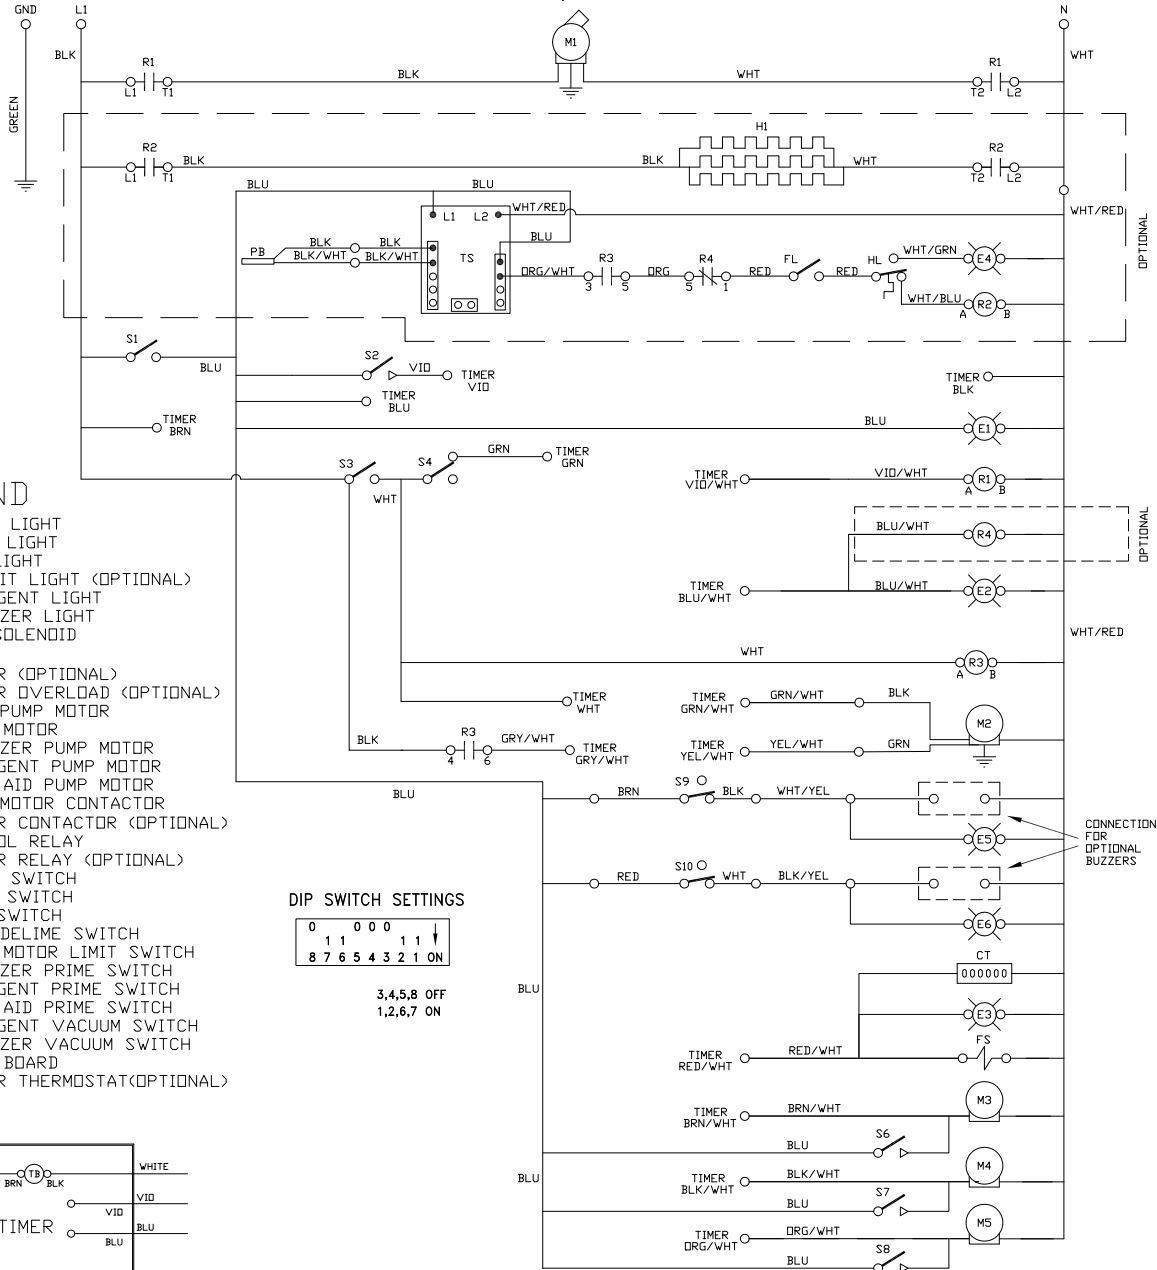 GND
L1
N
BLK
WHT
GREEN
R1
L1 T1
BLK
M1
WHT
R1
T2 L2
H1
R2
L1 T1
BLK
BLK
WHT
R2
T2 L2
BLU
BLU
WHT/RED
WHT/RED
OPTIONAL
L1 L2
BLU
TS
PB
BLK
BLK/WHT
BLK
BLK/WHT
ORG/WHT
R3
3 5
ORG
R4
5 1
RED
FL
RED
HL
WHT/GRN
E4
WHT/BLU
A R2 B
S1
BLU
S2
VIO
TIMER
VIO
TIMER
BLU
TIMER
BLK
TIMER
BRN
BLU
E1
S3
S4
GRN
TIMER
GRN
WHT
TIMER
VIO/WHT
VIO/WHT
A R1 B
BLU/WHT
R4
OPTIONAL
TIMER
BLU/WHT
BLU/WHT
E2
WHT/RED
WHT
A R3 B
TIMER
WHT
TIMER
GRN/WHT
GRN/WHT
BLK
M2
BLK
R3
4 6
GRY/WHT
TIMER
GRY/WHT
TIMER
YEL/WHT
YEL/WHT
GRN
BLU
BRN
S9
BLK
WHT/YEL
E5
CONNECTION
FOR
OPTIONAL
BUZZERS
RED
S10
WHT
BLK/YEL
E6
ND
LIGHT
LIGHT
LIGHT
IT LIGHT (OPTIONAL)
GENT LIGHT
ZER LIGHT
SOLENOID
R (OPTIONAL)
R OVERLOAD (OPTIONAL)
PUMP MOTOR
MOTOR
ZER PUMP MOTOR
GENT PUMP MOTOR
AID PUMP MOTOR
MOTOR CONTACTOR
R CONTACTOR (OPTIONAL)
OL RELAY
R RELAY (OPTIONAL)
SWITCH
SWITCH
SWITCH
DELIME SWITCH
MOTOR LIMIT SWITCH
ZER PRIME SWITCH
GENT PRIME SWITCH
AID PRIME SWITCH
GENT VACUUM SWITCH
ZER VACUUM SWITCH
BOARD
R THERMOSTAT(OPTIONAL)
DIP SWITCH SETTINGS
0 0 0 0
1 1 1 1
8 7 6 5 4 3 2 1 ON
3,4,5,8 OFF
1,2,6,7 ON
BLU
CT
000000
E3
FS
TIMER
RED/WHT
RED/WHT
M3
TIMER
BRN/WHT
BRN/WHT
BLU
S6
BLU
M4
TIMER
BLK/WHT
BLK/WHT
BLU
S7
M5
TIMER
ORG/WHT
ORG/WHT
BLU
S8
BRN TB BLK
WHITE
VIO
VIO
TIMER
BLU
BLU